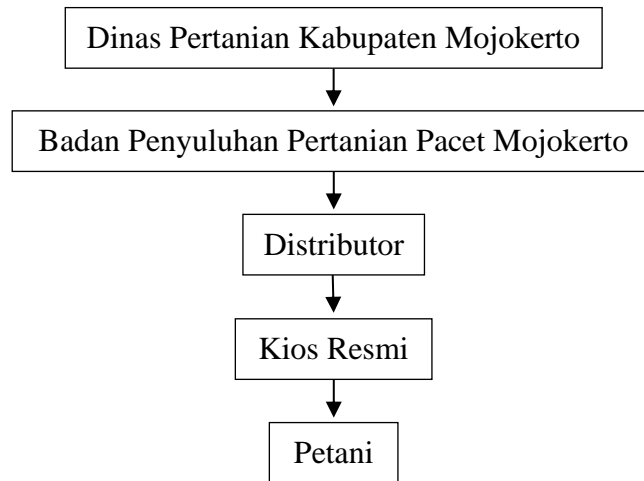 Dinas Pertanian Kabupaten Mojokerto
Badan Penyuluhan Pertanian Pacet Mojokerto
Distributor
Kios Resmi
Petani